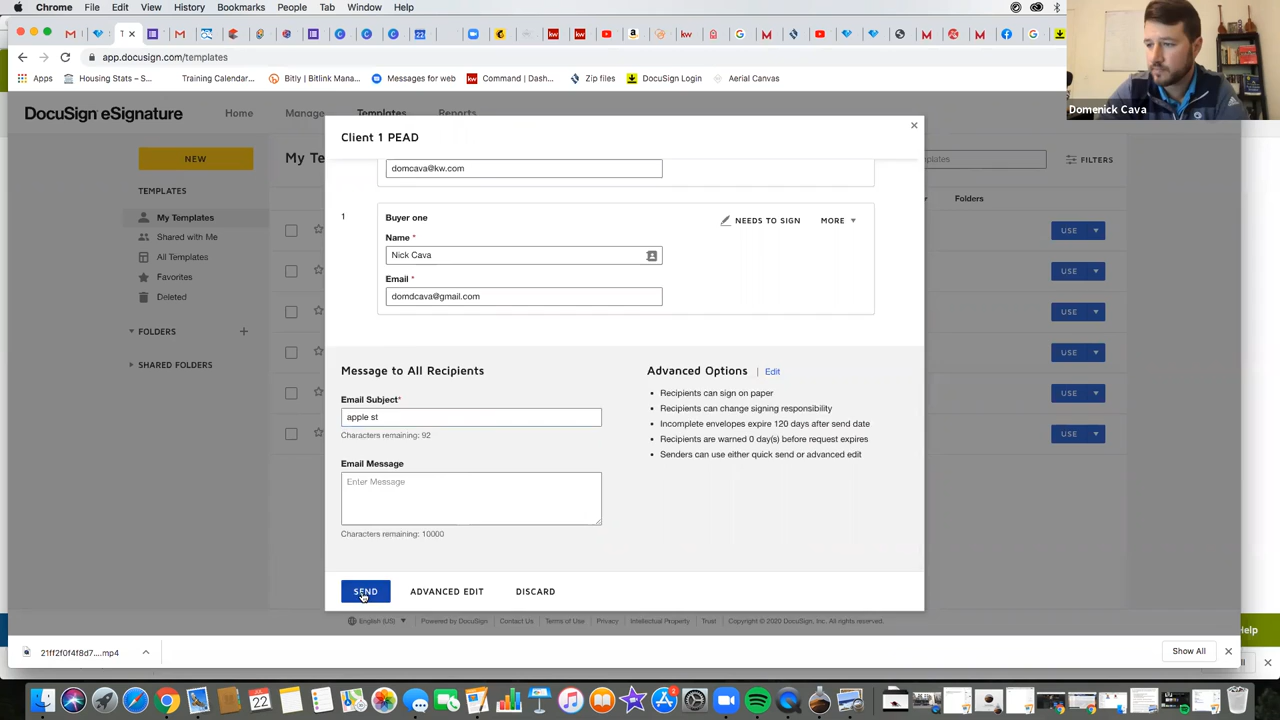 Chrome File Edit View History Bookmarks People Tab Window Help
app.docusign.com/templates
Apps Housing Stats – S... Training Calendar... Bitly | Bitlink Mana... Messages for web Command | Dash... Zip files DocuSign Login Aerial Canvas
Domenick Cava
DocuSign eSignature Home Manage Templates Reports
Client 1 PEAD
NEW
My Te
plates
FILTERS
TEMPLATES
domcava@kw.com
My Templates
Shared with Me
All Templates
Favorites
Deleted
FOLDERS
SHARED FOLDERS
Folders
USE
USE
USE
USE
USE
USE
1
Buyer one
NEEDS TO SIGN MORE
Name *
Nick Cava
Email *
domdcava@gmail.com
Message to All Recipients
Email Subject*
apple st
Characters remaining: 92
Email Message
Enter Message
Characters remaining: 10000
Advanced Options | Edit
• Recipients can sign on paper
• Recipients can change signing responsibility
• Incomplete envelopes expire 120 days after send date
• Recipients are warned 0 day(s) before request expires
• Senders can use either quick send or advanced edit
SEND ADVANCED EDIT DISCARD
English (US) Powered by DocuSign Contact Us Terms of Use Privacy Intellectual Property Trust Copyright © 2020 DocuSign, Inc. All rights reserved.
Help
21ff2f0f4f8d7....mp4
Show All